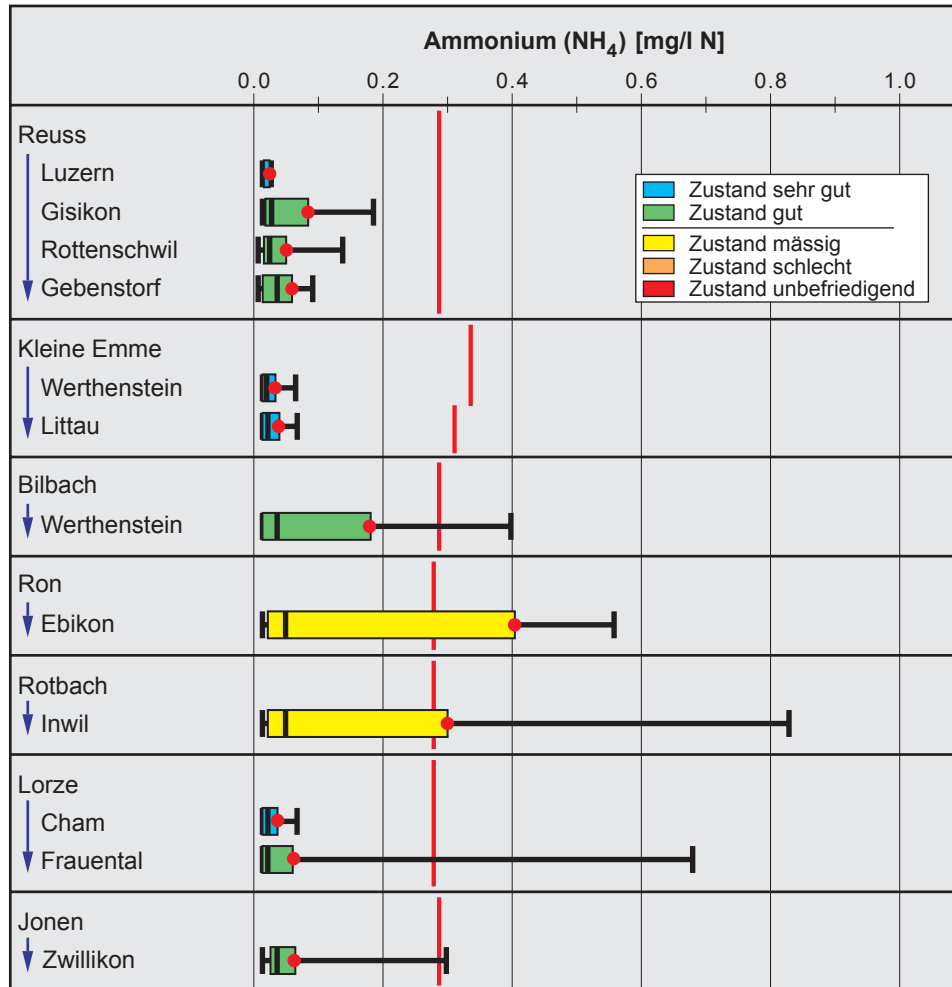 Ammonium (NH4) [mg/l N]
0.0 0.2 0.4 0.6 0.8 1.0
Reuss
Luzern
Gisikon
Rottenschwil
Gebenstorf
Zustand sehr gut
Zustand gut
Zustand mässig
Zustand schlecht
Zustand unbefriedigend
Kleine Emme
Werthenstein
Littau
Bilbach
Werthenstein
Ron
Ebikon
Rotbach
Inwil
Lorze
Cham
Frauental
Jonen
Zwillikon